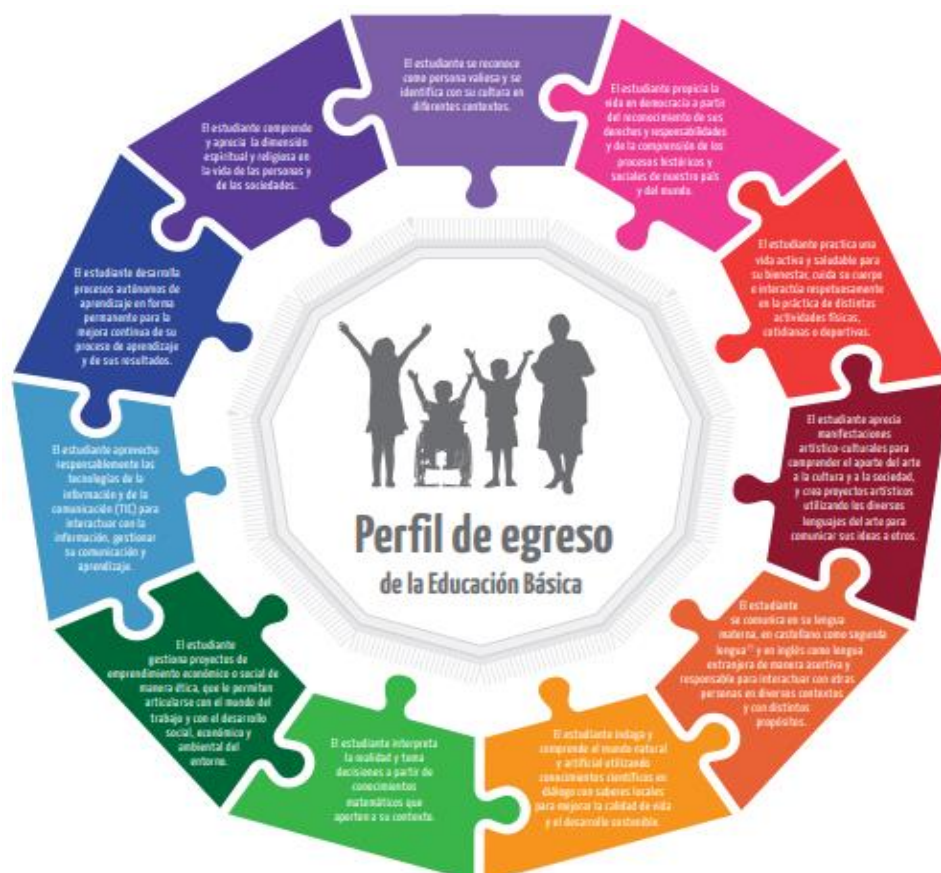 El estudiante se reconoce
como persona valiosa y se
identifica con su cultura en
diferentes contextos.
El estudiante propicia la
vida en democracia a partir
del reconocimiento de sus
derechos y responsabilidades
y de la comprensión de los
procesos históricos y
sociales de nuestro país
y del mundo.
El estudiante practica una
vida activa y saludable para
su bienestar, cuida su cuerpo
e interactúa respetuosamente
en la práctica de distintas
actividades físicas,
cotidianas o deportivas.
El estudiante aprecia
manifestaciones
artístico-culturales para
comprender el aporte del arte
a la cultura y a la sociedad,
y crea proyectos artísticos
utilizando los diversos
lenguajes del arte para
comunicar sus ideas a otros.
El estudiante
se comunica en su lengua
materna, en castellano como segunda
lengua y en inglés como lengua
extranjera de manera asertiva y
responsable para interactuar con otras
personas en diversos contextos
y con distintos
propósitos.
El estudiante indaga y
comprende el mundo natural
y artificial utilizando
conocimientos científicos en
diálogo con saberes locales
para mejorar la calidad de vida
y el desarrollo sostenible.
El estudiante interpreta
la realidad y toma
decisiones a partir de
conocimientos
matemáticos que
aporten a su contexto.
El estudiante
gestiona proyectos de
emprendimiento económico o social de
manera ética, que le permiten
articularse con el mundo del
trabajo y con el desarrollo
social, económico y
ambiental del
entorno.
El estudiante aprovecha
responsablemente las
tecnologías de la
información y de la
comunicación (TIC) para
interactuar con la
información, gestionar
su comunicación y
aprendizaje.
El estudiante desarrolla
procesos autónomos de
aprendizaje en forma
permanente para la
mejora continua de su
proceso de aprendizaje
y de sus resultados.
El estudiante comprende
y aprecia la dimensión
espiritual y religiosa en
la vida de las personas y
de las sociedades.
Perfil de egreso
de la Educación Básica